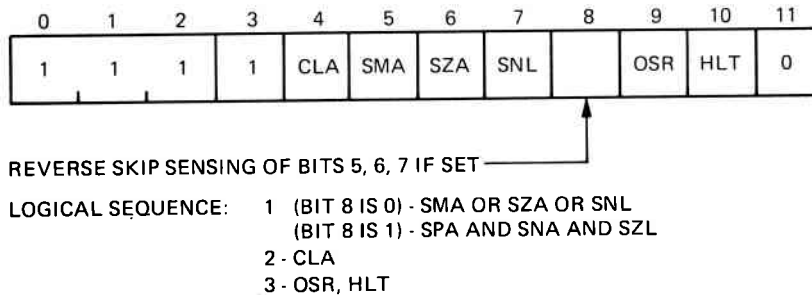 0 1 2 3 4 5 6 7 8 9 10 11
1 1 1 1 CLA SMA SZA SNL OSR HLT 0
REVERSE SKIP SENSING OF BITS 5, 6, 7 IF SET
LOGICAL SEQUENCE: 1 (BIT 8 IS 0) - SMA OR SZA OR SNL
(BIT 8 IS 1) - SPA AND SNA AND SZL
2 - CLA
3 - OSR, HLT